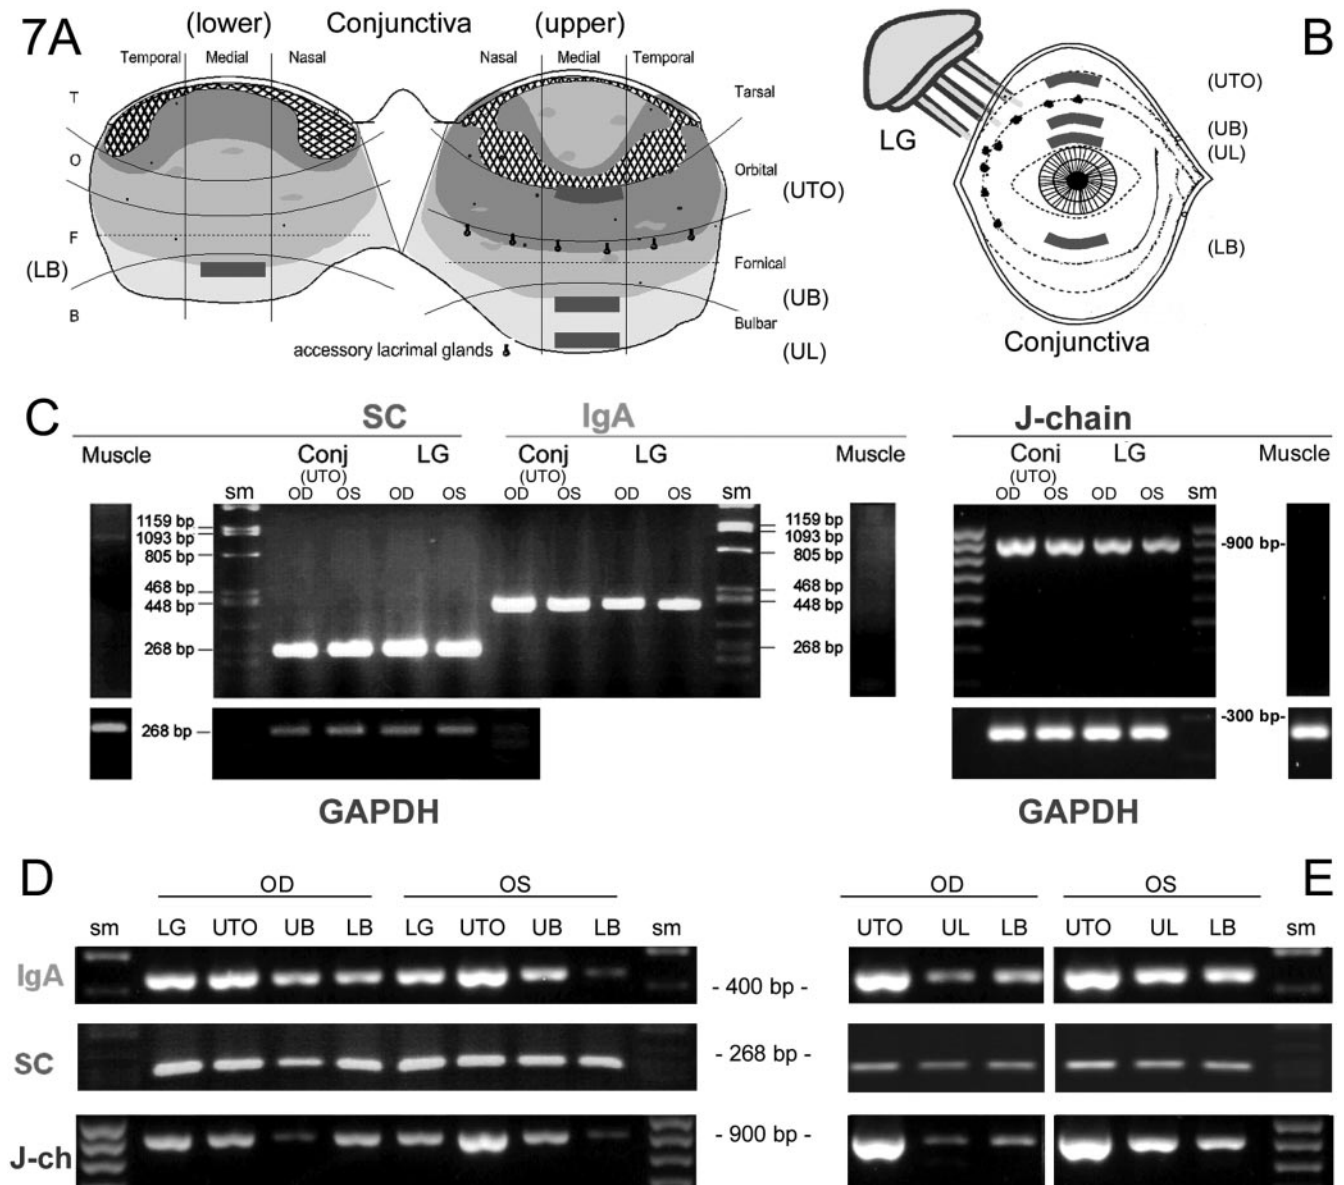 7A
(lower) Conjunctiva (upper)
Temporal Medial Nasal
Nasal Medial Temporal
T
O
F
(LB)
B
Tarsal
Orbital
(UTO)
Fornical
(UB)
Bulbar
(UL)
accessory lacrimal glands
B
LG
(UTO)
(UB)
(UL)
(LB)
Conjunctiva
C
SC IgA J-chain
Muscle Conj LG Conj LG Muscle Conj LG Muscle
(UTO) (UTO) (UTO)
sm OD OS OD OS OD OS OD OS sm OD OS OD OS sm
1159 bp
1093 bp
805 bp
468 bp
448 bp
268 bp
1159 bp
1093 bp
805 bp
468 bp
448 bp
268 bp
-900 bp-
268 bp
-300 bp-
GAPDH GAPDH
D
OD OS
sm LG UTO UB LB LG UTO UB LB sm
E
OD OS
UTO UL LB UTO UL LB sm
IgA - 400 bp -
SC - 268 bp -
J-ch - 900 bp -